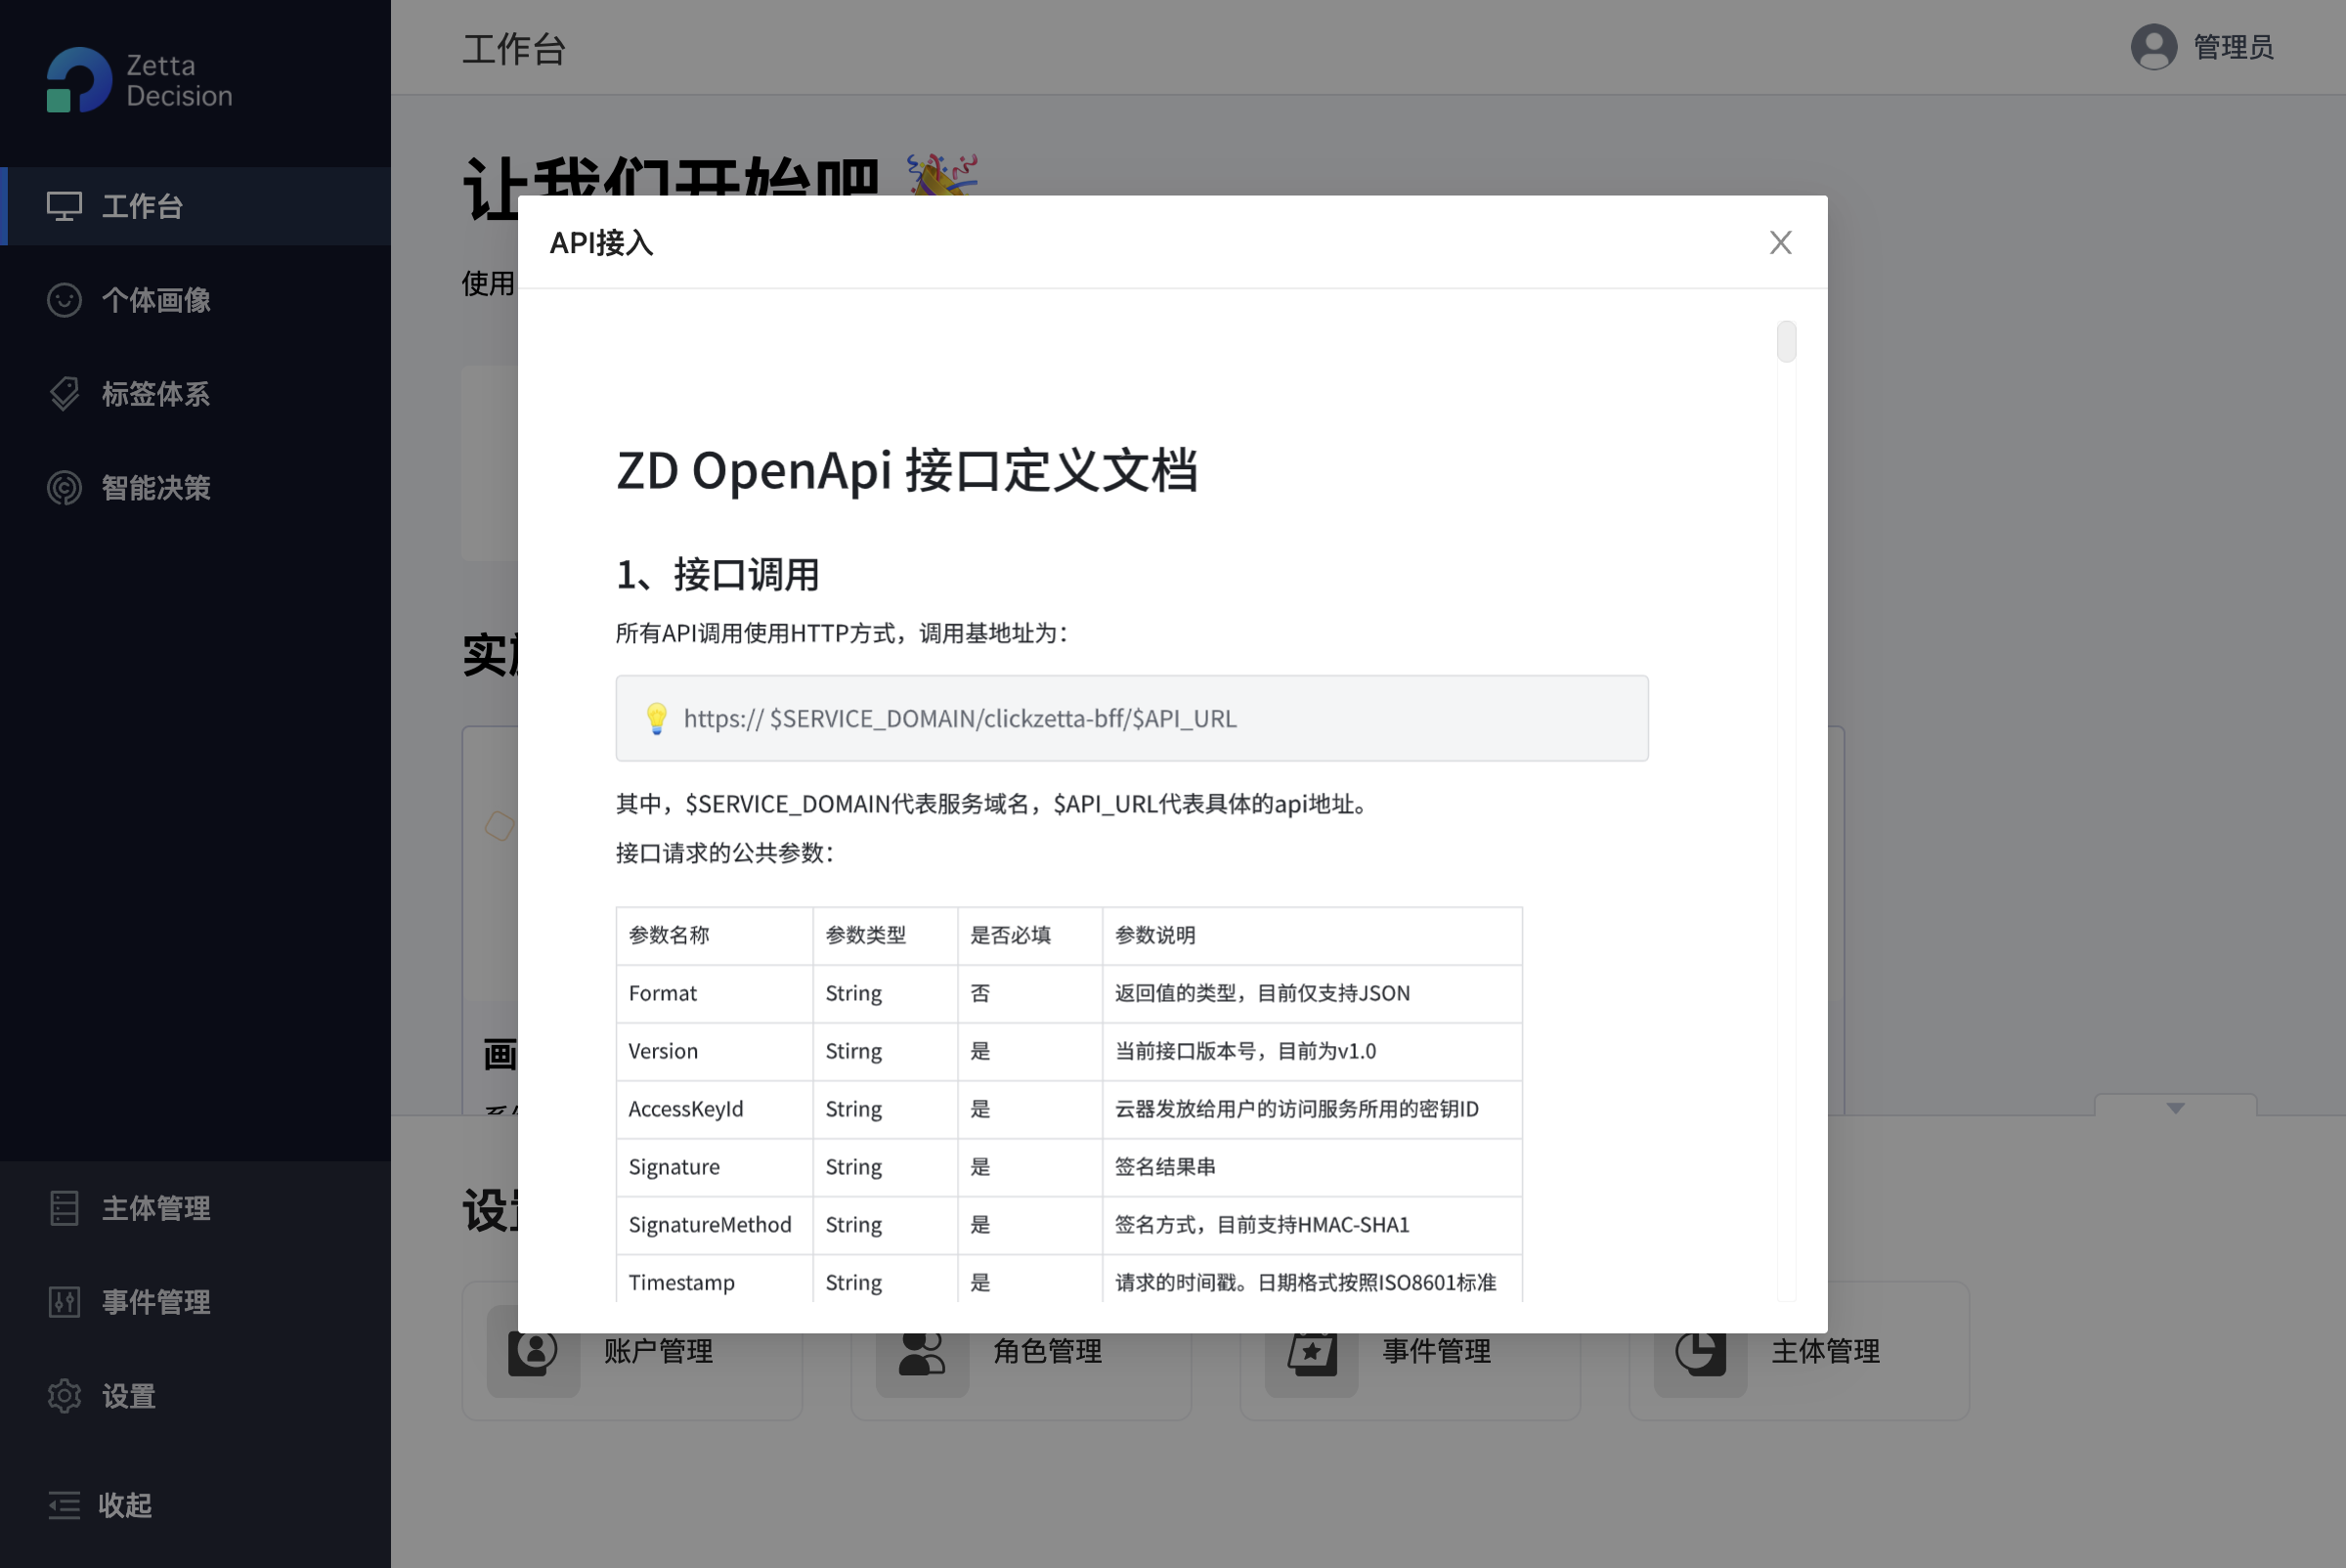 Zetta
Decision
工作台
个体画像
标签体系
智能决策
主体管理
事件管理
设置
收起
工作台
管理员
让我们开始吧
使用
API接入
ZD OpenApi 接口定义文档
1、接口调用
所有API调用使用HTTP方式，调用基地址为：
https:// $SERVICE_DOMAIN/clickzetta-bff/$API_URL
其中，$SERVICE_DOMAIN代表服务域名，$API_URL代表具体的api地址。
接口请求的公共参数：
参数名称 参数类型 是否必填 参数说明
Format String 否 返回值的类型，目前仅支持JSON
Version Stirng 是 当前接口版本号，目前为v1.0
AccessKeyId String 是 云器发放给用户的访问服务所用的密钥ID
Signature String 是 签名结果串
SignatureMethod String 是 签名方式，目前支持HMAC-SHA1
Timestamp String 是 请求的时间戳。日期格式按照ISO8601标准
实
画
设
账户管理
角色管理
事件管理
主体管理